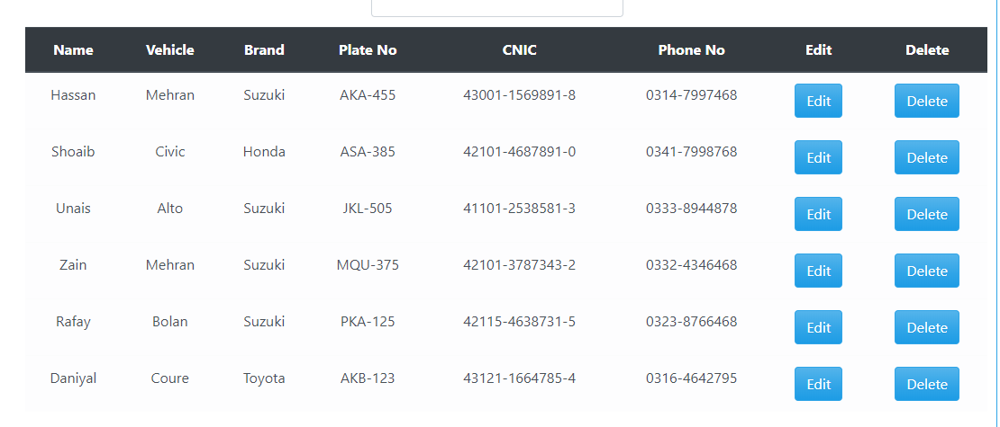 Name Vehicle Brand Plate No CNIC Phone No Edit Delete
Hassan Mehran Suzuki AKA-455 43001-1569891-8 0314-7997468 Edit Delete
Shoaib Civic Honda ASA-385 42101-4687891-0 0341-7998768 Edit Delete
Unais Alto Suzuki JKL-505 41101-2538581-3 0333-8944878 Edit Delete
Zain Mehran Suzuki MQU-375 42101-3787343-2 0332-4346468 Edit Delete
Rafay Bolan Suzuki PKA-125 42115-4638731-5 0323-8766468 Edit Delete
Daniyal Coure Toyota AKB-123 43121-1664785-4 0316-4642795 Edit Delete